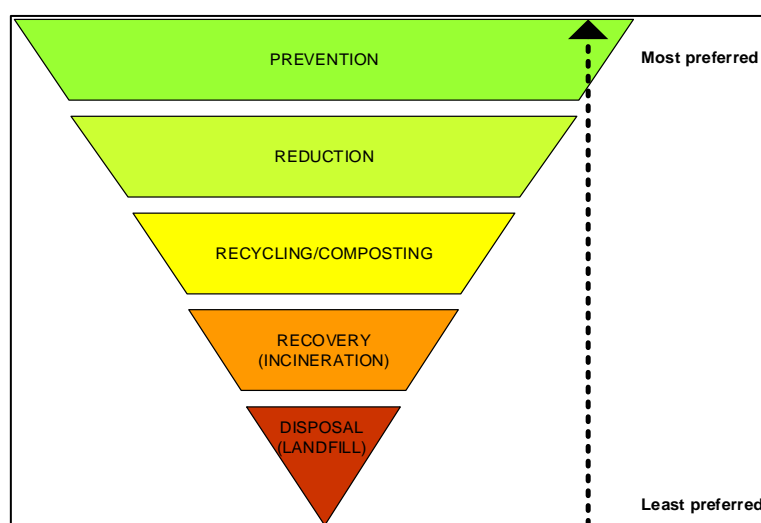 PREVENTION
Most preferred
REDUCTION
RECYCLING/COMPOSTING
RECOVERY
(INCINERATION)
DISPOSAL
(LANDFILL)
Least preferred